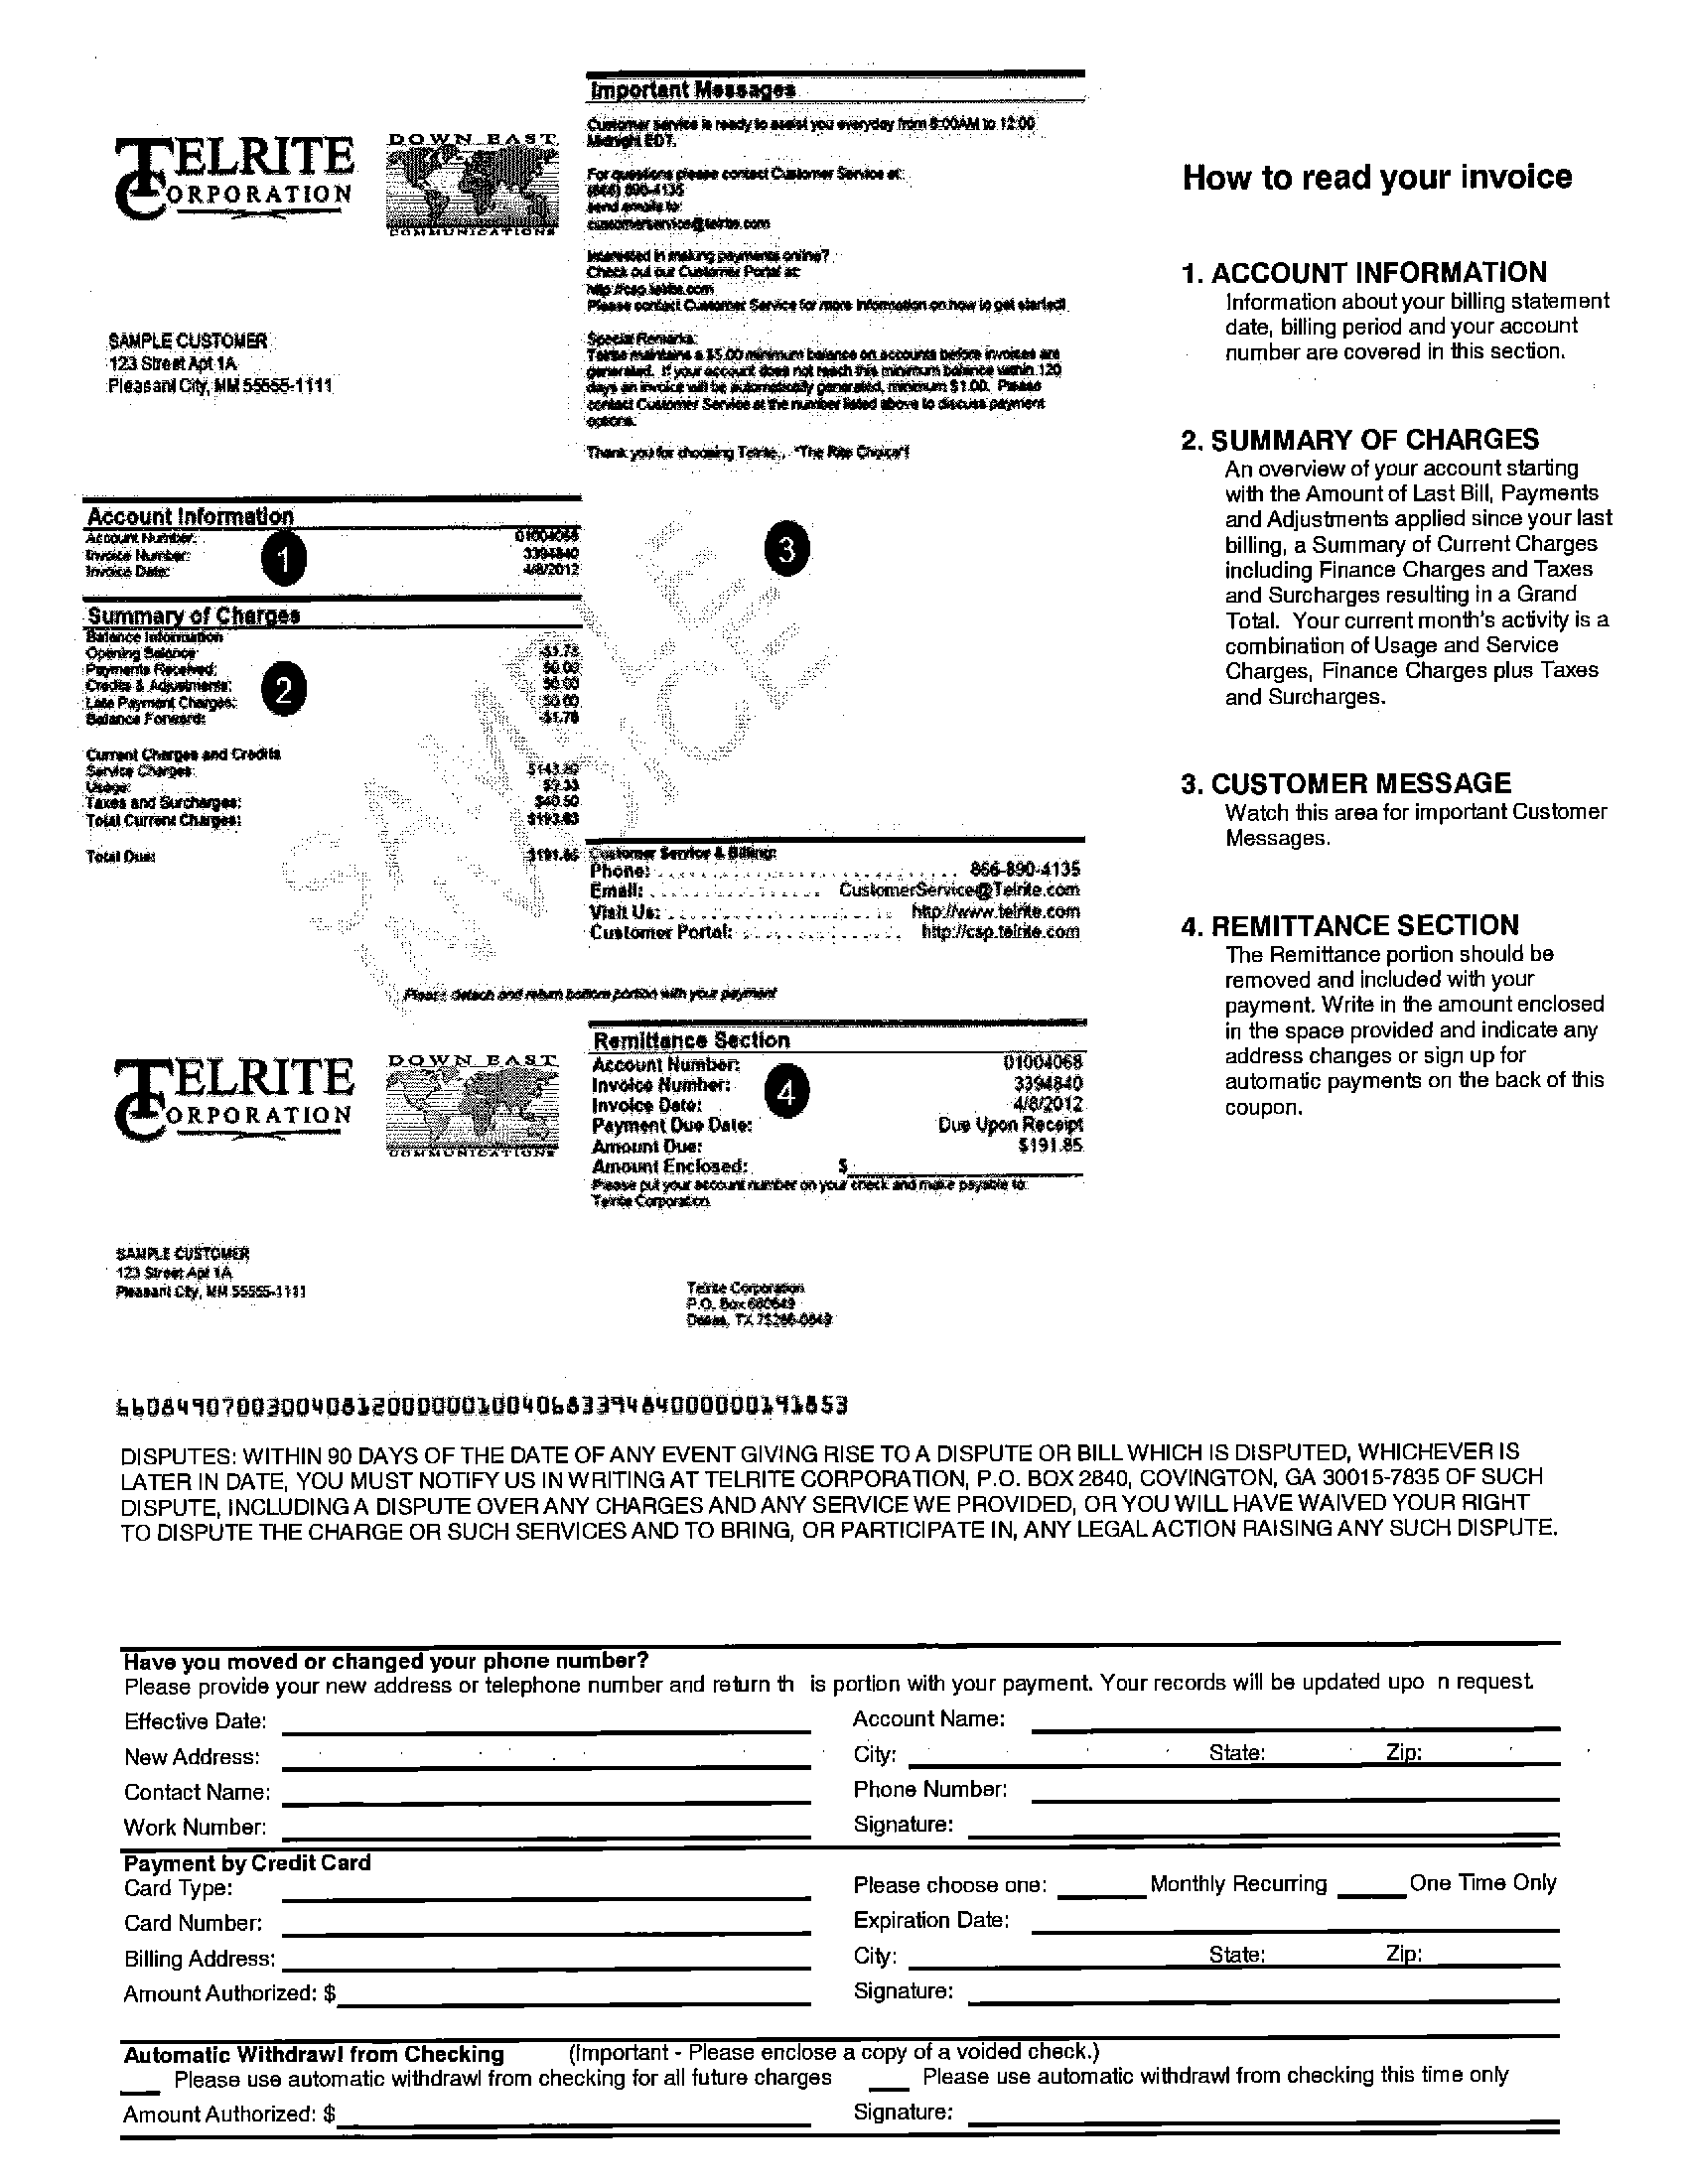 TELRITE
CORPORATION
DOWN EAST
COMMUNICATIONS
SAMPLE CUSTOMER
123 Street Apt 1A
Pleasant City, MM 55555-1111
Important Messages
Customer service is ready to assist you everyday from 8:00AM to 12:00
Midnight EDT.
For questions please contact Customer Service at:
(866) 890-4135
send emails to:
customerservice@telrite.com
Interested in making payments online?
Check out our Customer Portal at:
http://csp.telrite.com
Please contact Customer Service for more information on how to get started!
Special Remarks:
Telrite maintains a $5.00 minimum balance on accounts before invoices are
generated. If your account does not reach this minimum balance within 120
days an invoice will be automatically generated, minimum $1.00. Please
contact Customer Service at the number listed above to discuss payment
options.
Thank you for choosing Telrite, "The Rite Choice"!
Account Information
Account Number: 01004068
Invoice Number: 3394840
Invoice Date: 4/8/2012
1
3
Summary of Charges
Balance Information
Opening Balance -$1.78
Payments Received: $0.00
Credits & Adjustments: $0.00
Late Payment Charges: $0.00
Balance Forward: -$1.78
2
Current Charges and Credits
Service Charges:
Usage:
Taxes and Surcharges: $40.50
Total Current Charges: $193.63
Total Due: $191.85
SAMPLE
INVOICE
Customer Service & Billing:
Phone: 866-890-4135
Email: CustomerService@Telrite.com
Visit Us: http://www.telrite.com
Customer Portal: http://csp.telrite.com
Please detach and return bottom portion with your payment
TELRITE
CORPORATION
DOWN EAST
COMMUNICATIONS
Remittance Section
Account Number: 01004068
Invoice Number: 3394840
Invoice Date: 4/8/2012
Payment Due Date: Due Upon Receipt
Amount Due: $191.85
Amount Enclosed: $
4
Please put your account number on your check and make payable to:
Telrite Corporation
SAMPLE CUSTOMER
123 Street Apt 1A
Pleasant City, MM 55555-1111
Telrite Corporation
P.O. Box 660849
Dallas, TX 75266-0849
6608490700300408120000001004068339484000000191853
How to read your invoice
1. ACCOUNT INFORMATION
Information about your billing statement
date, billing period and your account
number are covered in this section.
2. SUMMARY OF CHARGES
An overview of your account starting
with the Amount of Last Bill, Payments
and Adjustments applied since your last
billing, a Summary of Current Charges
including Finance Charges and Taxes
and Surcharges resulting in a Grand
Total. Your current month's activity is a
combination of Usage and Service
Charges, Finance Charges plus Taxes
and Surcharges.
3. CUSTOMER MESSAGE
Watch this area for important Customer
Messages.
4. REMITTANCE SECTION
The Remittance portion should be
removed and included with your
payment. Write in the amount enclosed
in the space provided and indicate any
address changes or sign up for
automatic payments on the back of this
coupon.
DISPUTES: WITHIN 90 DAYS OF THE DATE OF ANY EVENT GIVING RISE TO A DISPUTE OR BILL WHICH IS DISPUTED, WHICHEVER IS
LATER IN DATE, YOU MUST NOTIFY US IN WRITING AT TELRITE CORPORATION, P.O. BOX 2840, COVINGTON, GA 30015-7835 OF SUCH
DISPUTE, INCLUDING A DISPUTE OVER ANY CHARGES AND ANY SERVICE WE PROVIDED, OR YOU WILL HAVE WAIVED YOUR RIGHT
TO DISPUTE THE CHARGE OR SUCH SERVICES AND TO BRING, OR PARTICIPATE IN, ANY LEGAL ACTION RAISING ANY SUCH DISPUTE.
Have you moved or changed your phone number?
Please provide your new address or telephone number and return th is portion with your payment. Your records will be updated upo n request.
Effective Date: Account Name:
New Address: City: State: Zip:
Contact Name: Phone Number:
Work Number: Signature:
Payment by Credit Card
Card Type: Please choose one: Monthly Recurring One Time Only
Card Number: Expiration Date:
Billing Address: City: State: Zip:
Amount Authorized: $ Signature:
Automatic Withdrawl from Checking (Important - Please enclose a copy of a voided check.)
Please use automatic withdrawl from checking for all future charges Please use automatic withdrawl from checking this time only
Amount Authorized: $ Signature: